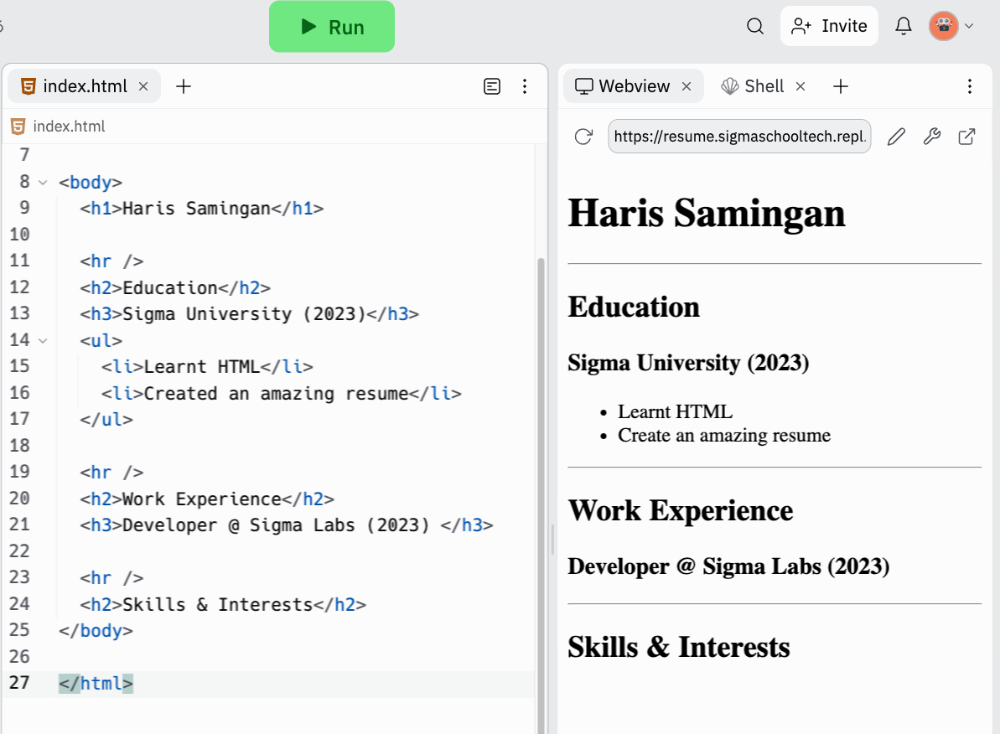 Run
Invite
index.html
index.html
7
8 <body>
9 <h1>Haris Samingan</h1>
10
11 <hr />
12 <h2>Education</h2>
13 <h3>Sigma University (2023)</h3>
14 <ul>
15 <li>Learnt HTML</li>
16 <li>Created an amazing resume</li>
17 </ul>
18
19 <hr />
20 <h2>Work Experience</h2>
21 <h3>Developer @ Sigma Labs (2023) </h3>
22
23 <hr />
24 <h2>Skills & Interests</h2>
25 </body>
26
27 </html>
Webview
Shell
https://resume.sigmaschooltech.repl.
Haris Samingan
Education
Sigma University (2023)
• Learnt HTML
• Create an amazing resume
Work Experience
Developer @ Sigma Labs (2023)
Skills & Interests